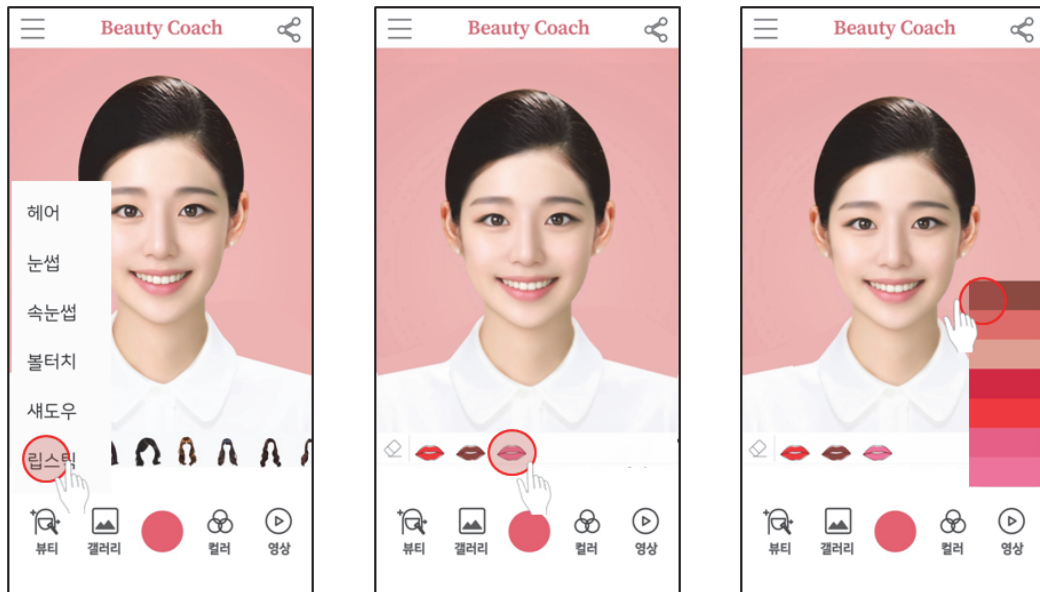 Beauty Coach
헤어
눈썹
속눈썹
볼터치
섀도우
립스틱
뷰티
갤러리
컬러
영상
Beauty Coach
뷰티
갤러리
컬러
영상
Beauty Coach
뷰티
갤러리
컬러
영상